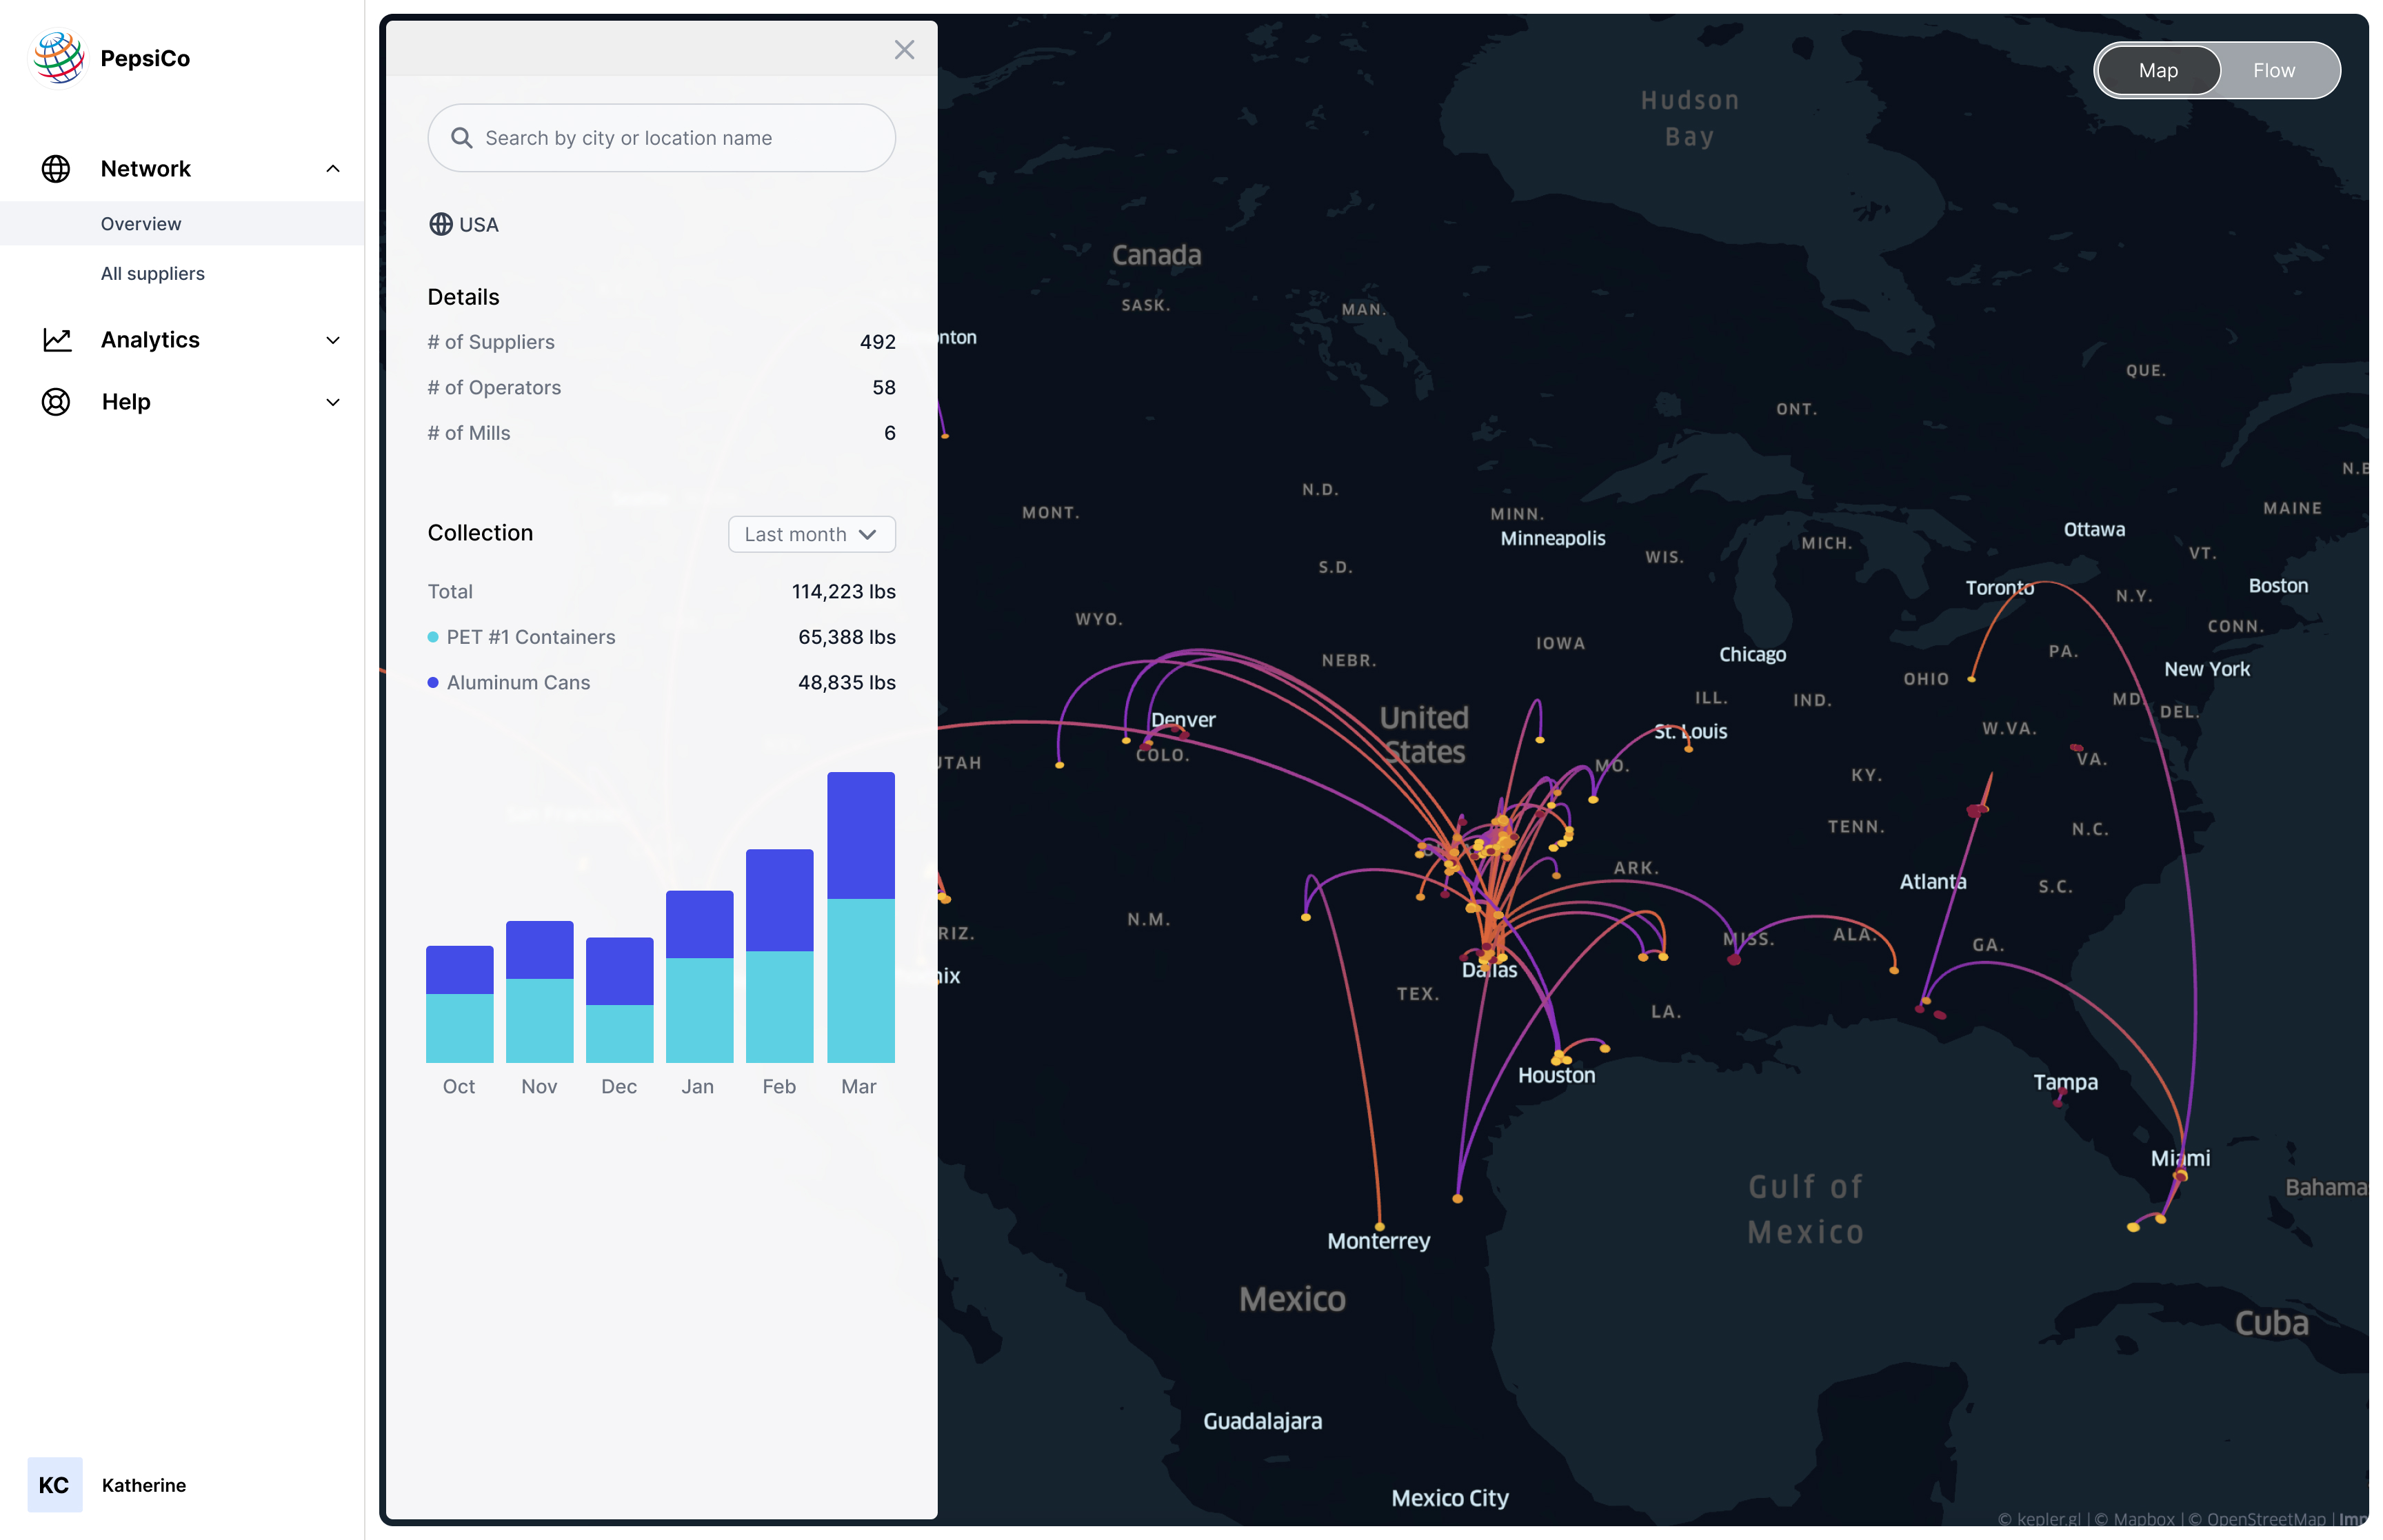 PepsiCo
Network
Overview
All suppliers
Analytics
Help
KC
Katherine
Search by city or location name
USA
Details
# of Suppliers 492
# of Operators 58
# of Mills 6
Collection Last month
Total 114,223 lbs
PET #1 Containers 65,388 lbs
Aluminum Cans 48,835 lbs
Oct Nov Dec Jan Feb Mar
Map Flow
Hudson
Bay
Canada
SASK.
MAN.
nton
QUE.
ONT.
N.B
N.D.
MONT.
MINN.
Minneapolis
MAINE
Ottawa
MICH.
VT.
WIS.
S.D.
Toronto
Boston
N.Y.
WYO.
CONN.
IOWA
Chicago
PA.
NEBR.
New York
OHIO
ILL.
IND.
MD.
DEL.
United
States
Denver
St. Louis
W.VA.
COLO.
UTAH
MO.
VA.
KY.
TENN.
N.C.
ARK.
Atlanta
S.C.
N.M.
RIZ.
MISS.
ALA.
GA.
nix
Dallas
TEX.
LA.
Houston
Tampa
Miami
Gulf of
Mexico
Bahama
Monterrey
Mexico
Cuba
Guadalajara
Mexico City
© kepler.gl | © Mapbox | © OpenStreetMap | Imp